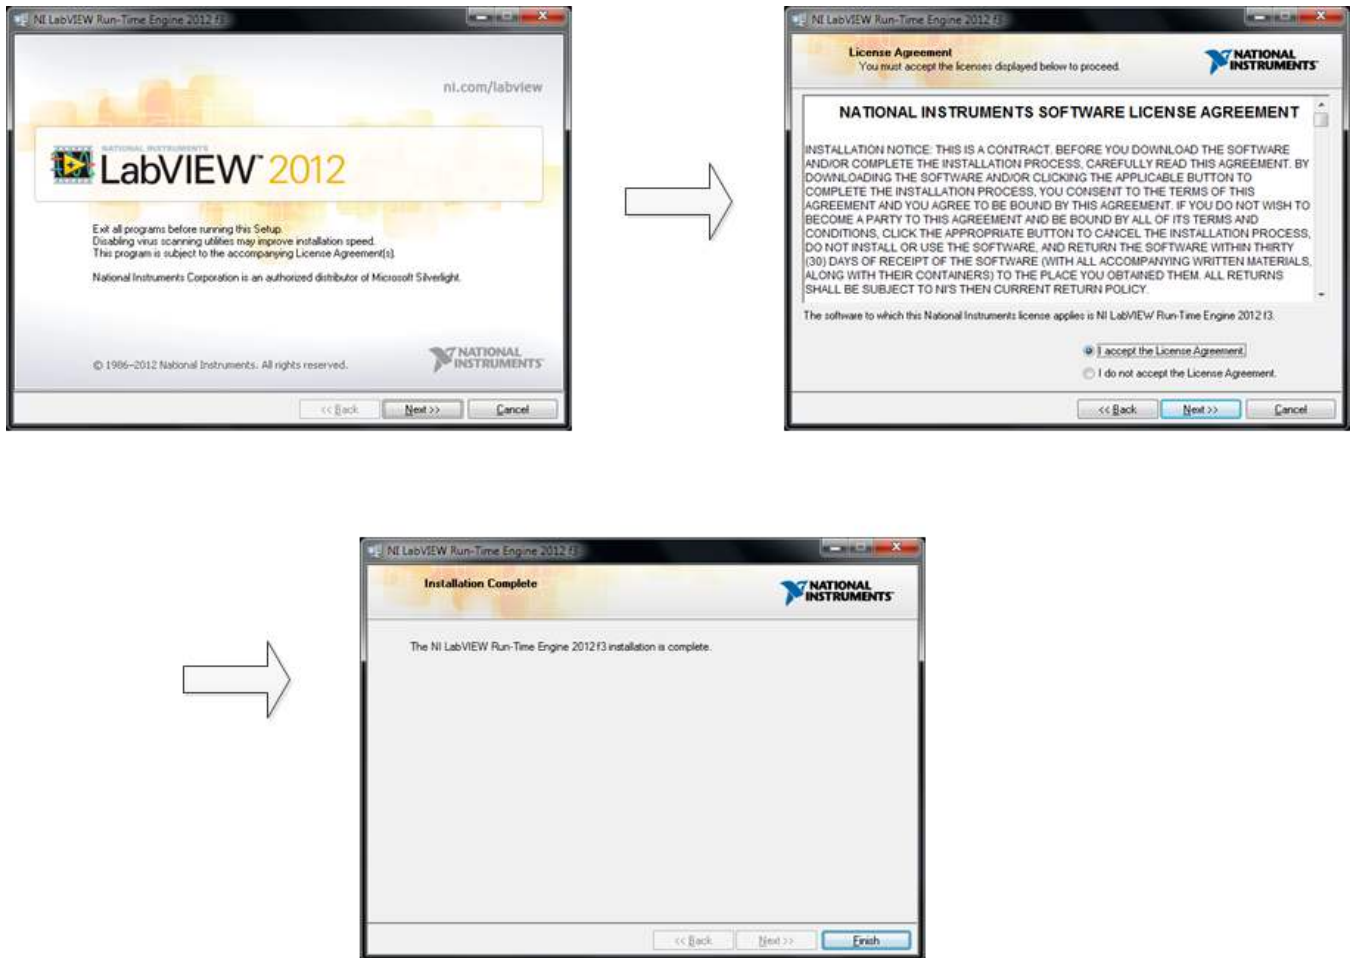 NI LabVIEW Run-Time Engine 2012 f3
ni.com/labview
NATIONAL INSTRUMENTS
LabVIEW™ 2012
Exit all programs before running this Setup.
Disabling virus scanning utilities may improve installation speed.
This program is subject to the accompanying License Agreement(s).
National Instruments Corporation is an authorized distributor of Microsoft Silverlight.
© 1986–2012 National Instruments. All rights reserved.
NATIONAL
INSTRUMENTS
<< Back Next >> Cancel
NI LabVIEW Run-Time Engine 2012 f3
License Agreement
You must accept the licenses displayed below to proceed.
NATIONAL
INSTRUMENTS
NATIONAL INSTRUMENTS SOFTWARE LICENSE AGREEMENT
INSTALLATION NOTICE: THIS IS A CONTRACT. BEFORE YOU DOWNLOAD THE SOFTWARE
AND/OR COMPLETE THE INSTALLATION PROCESS, CAREFULLY READ THIS AGREEMENT. BY
DOWNLOADING THE SOFTWARE AND/OR CLICKING THE APPLICABLE BUTTON TO
COMPLETE THE INSTALLATION PROCESS, YOU CONSENT TO THE TERMS OF THIS
AGREEMENT AND YOU AGREE TO BE BOUND BY THIS AGREEMENT. IF YOU DO NOT WISH TO
BECOME A PARTY TO THIS AGREEMENT AND BE BOUND BY ALL OF ITS TERMS AND
CONDITIONS, CLICK THE APPROPRIATE BUTTON TO CANCEL THE INSTALLATION PROCESS,
DO NOT INSTALL OR USE THE SOFTWARE, AND RETURN THE SOFTWARE WITHIN THIRTY
(30) DAYS OF RECEIPT OF THE SOFTWARE (WITH ALL ACCOMPANYING WRITTEN MATERIALS,
ALONG WITH THEIR CONTAINERS) TO THE PLACE YOU OBTAINED THEM. ALL RETURNS
SHALL BE SUBJECT TO NI'S THEN CURRENT RETURN POLICY.
The software to which this National Instruments license applies is NI LabVIEW Run-Time Engine 2012 f3.
I accept the License Agreement.
I do not accept the License Agreement.
<< Back Next >> Cancel
NI LabVIEW Run-Time Engine 2012 f3
Installation Complete
NATIONAL
INSTRUMENTS
The NI LabVIEW Run-Time Engine 2012 f3 installation is complete.
<< Back Next >> Finish